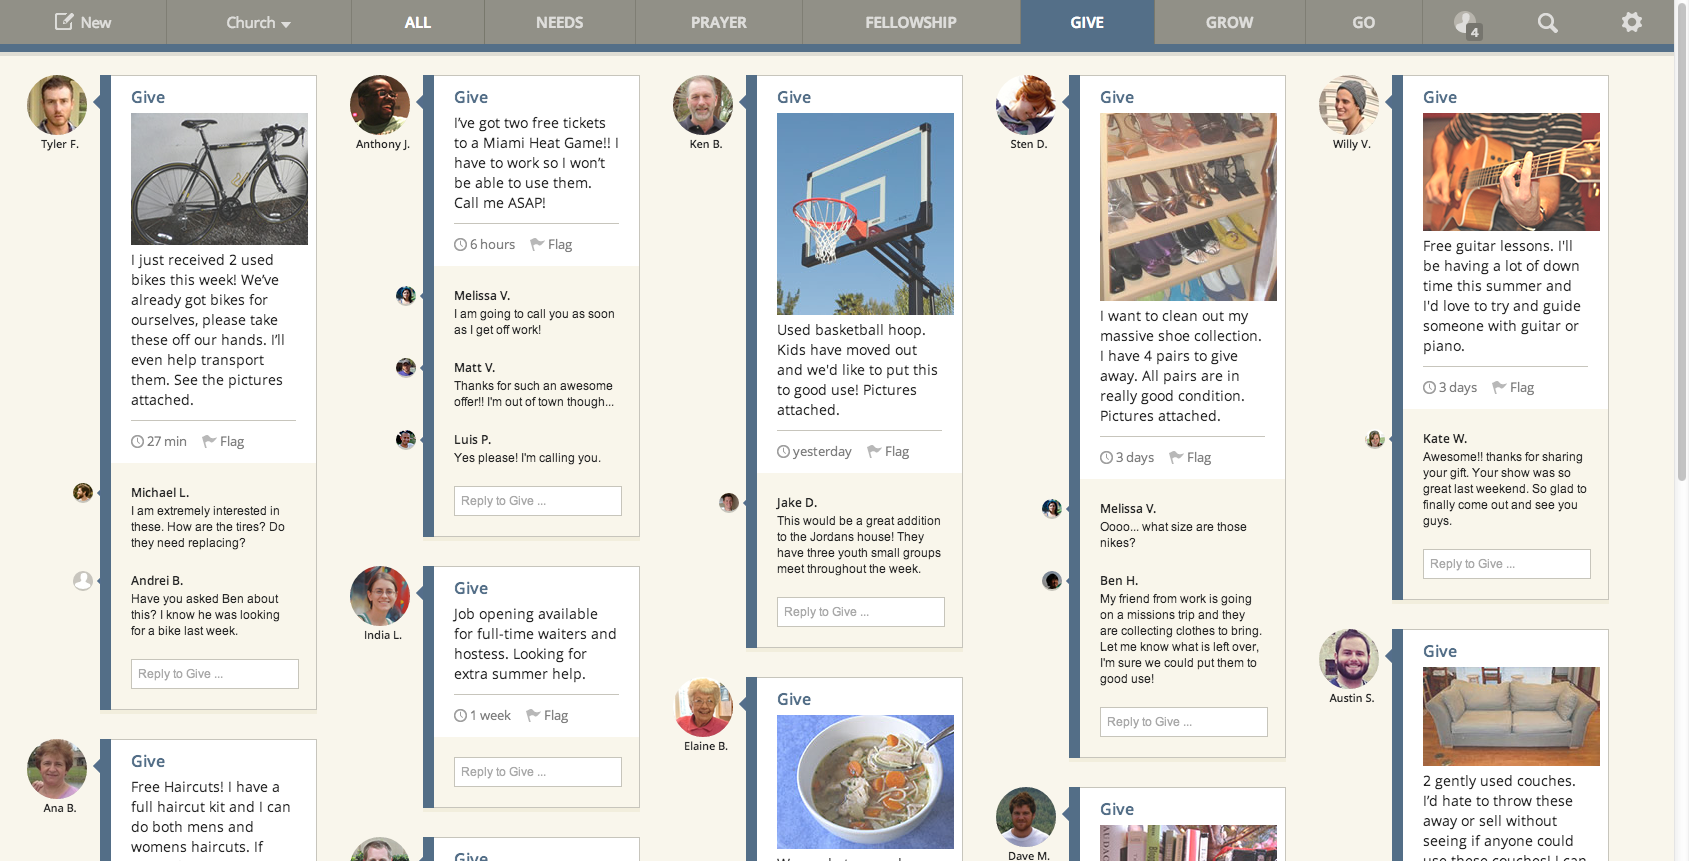 New
Church
ALL
NEEDS
PRAYER
FELLOWSHIP
GIVE
GROW
GO
4
Tyler F.
Give
I just received 2 used
bikes this week! We've
already got bikes for
ourselves, please take
these off our hands. I'll
even help transport
them. See the pictures
attached.
27 min Flag
Michael L.
I am extremely interested in
these. How are the tires? Do
they need replacing?
Andrei B.
Have you asked Ben about
this? I know he was looking
for a bike last week.
Reply to Give ...
Ana B.
Give
Free Haircuts! I have a
full haircut kit and I can
do both mens and
womens haircuts. If
Anthony J.
Give
I've got two free tickets
to a Miami Heat Game!! I
have to work so I won't
be able to use them.
Call me ASAP!
6 hours Flag
Melissa V.
I am going to call you as soon
as I get off work!
Matt V.
Thanks for such an awesome
offer!! I'm out of town though...
Luis P.
Yes please! I'm calling you.
Reply to Give ...
India L.
Give
Job opening available
for full-time waiters and
hostess. Looking for
extra summer help.
1 week Flag
Reply to Give ...
Give
Ken B.
Give
Used basketball hoop.
Kids have moved out
and we'd like to put this
to good use! Pictures
attached.
yesterday Flag
Jake D.
This would be a great addition
to the Jordans house! They
have three youth small groups
meet throughout the week.
Reply to Give ...
Elaine B.
Give
Sten D.
Give
I want to clean out my
massive shoe collection.
I have 4 pairs to give
away. All pairs are in
really good condition.
Pictures attached.
3 days Flag
Melissa V.
Oooo... what size are those
nikes?
Ben H.
My friend from work is going
on a missions trip and they
are collecting clothes to bring.
Let me know what is left over,
I'm sure we could put them to
good use!
Reply to Give ...
Dave M.
Give
Willy V.
Give
Free guitar lessons. I'll
be having a lot of down
time this summer and
I'd love to try and guide
someone with guitar or
piano.
3 days Flag
Kate W.
Awesome!! thanks for sharing
your gift. Your show was so
great last weekend. So glad to
finally come out and see you
guys.
Reply to Give ...
Austin S.
Give
2 gently used couches.
I'd hate to throw these
away or sell without
seeing if anyone could
use these couches! I can